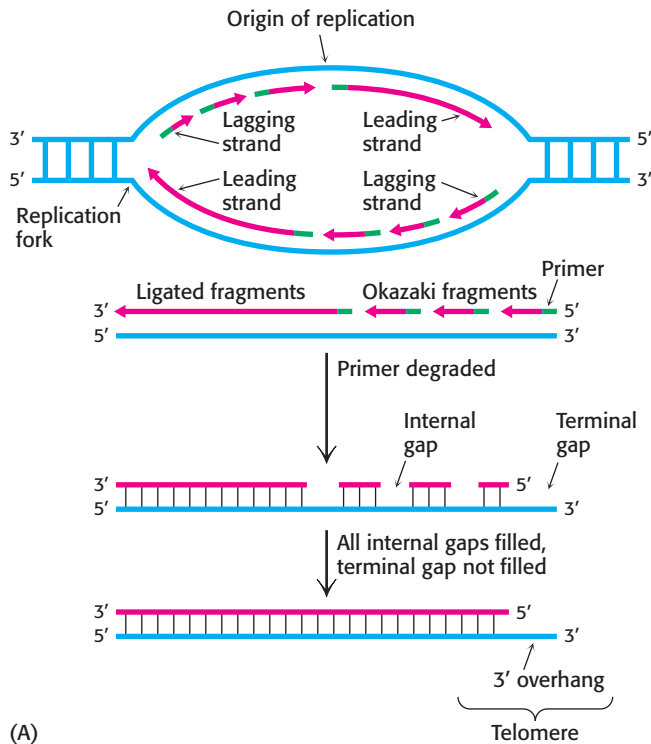 Origin of replication
3′
5′
Lagging
strand
Leading
strand
5′
3′
Leading
strand
Lagging
strand
Replication
fork
Primer
Ligated fragments
Okazaki fragments
3′
5′
5′
3′
Primer degraded
Internal
gap
Terminal
gap
3′
5′
5′
3′
All internal gaps filled,
terminal gap not filled
3′
5′
5′
3′
3′ overhang
Telomere
(A)